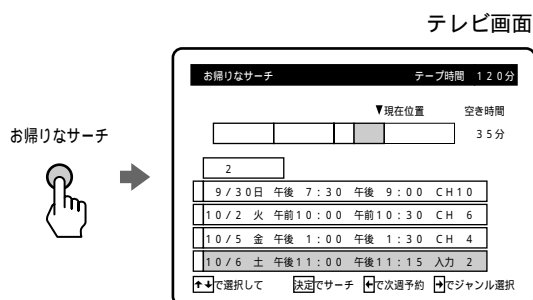 テレビ画面
お帰りなサーチ テープ時間 120分
▼現在位置 空き時間
35分
お帰りなサーチ
2
9/30日 午後 7:30 午後 9:00 CH10
10/2 火 午前10:00 午前10:30 CH 6
10/5 金 午後 1:00 午後 1:30 CH 4
10/6 土 午後11:00 午後11:15 入力 2
↑↓で選択して 決定でサーチ ←で次週予約 →でジャンル選択